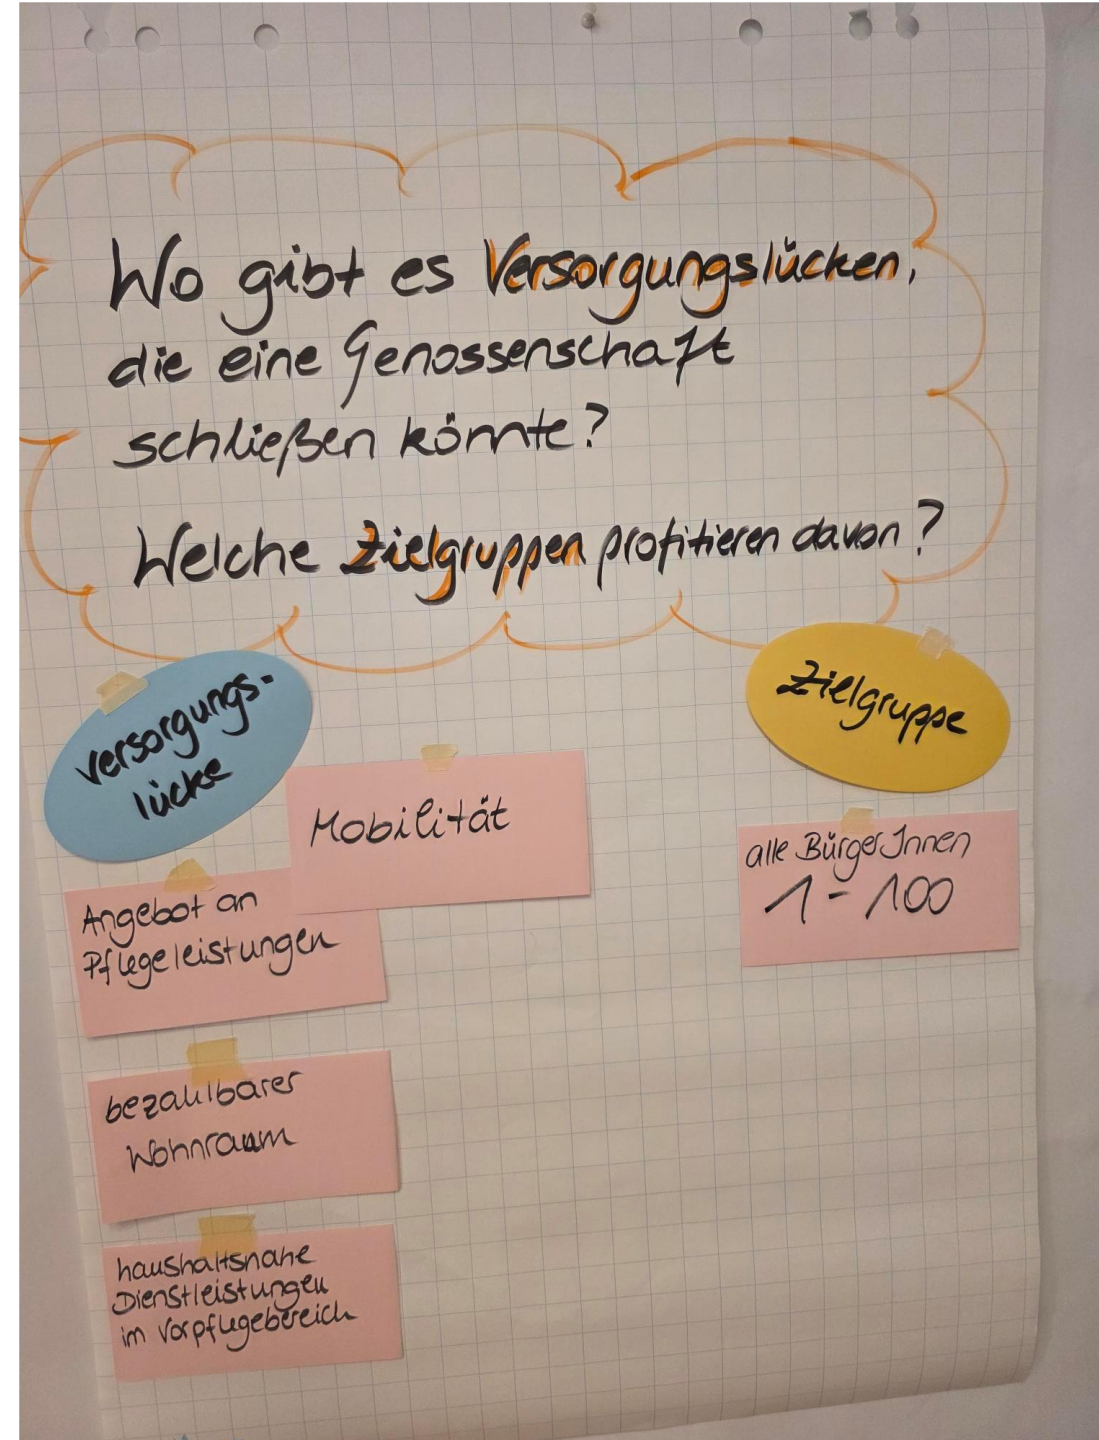 Wo gibt es Versorgungslücken,
die eine Genossenschaft
schließen könnte?
Welche Zielgruppen profitieren davon?
Versorgungs-
lücke
Mobilität
Angebot an
Pflegeleistungen
bezahlbarer
Wohnraum
haushaltsnahe
Dienstleistungen
im Vorpflegebereich
Zielgruppe
alle BürgerInnen
1 - 100